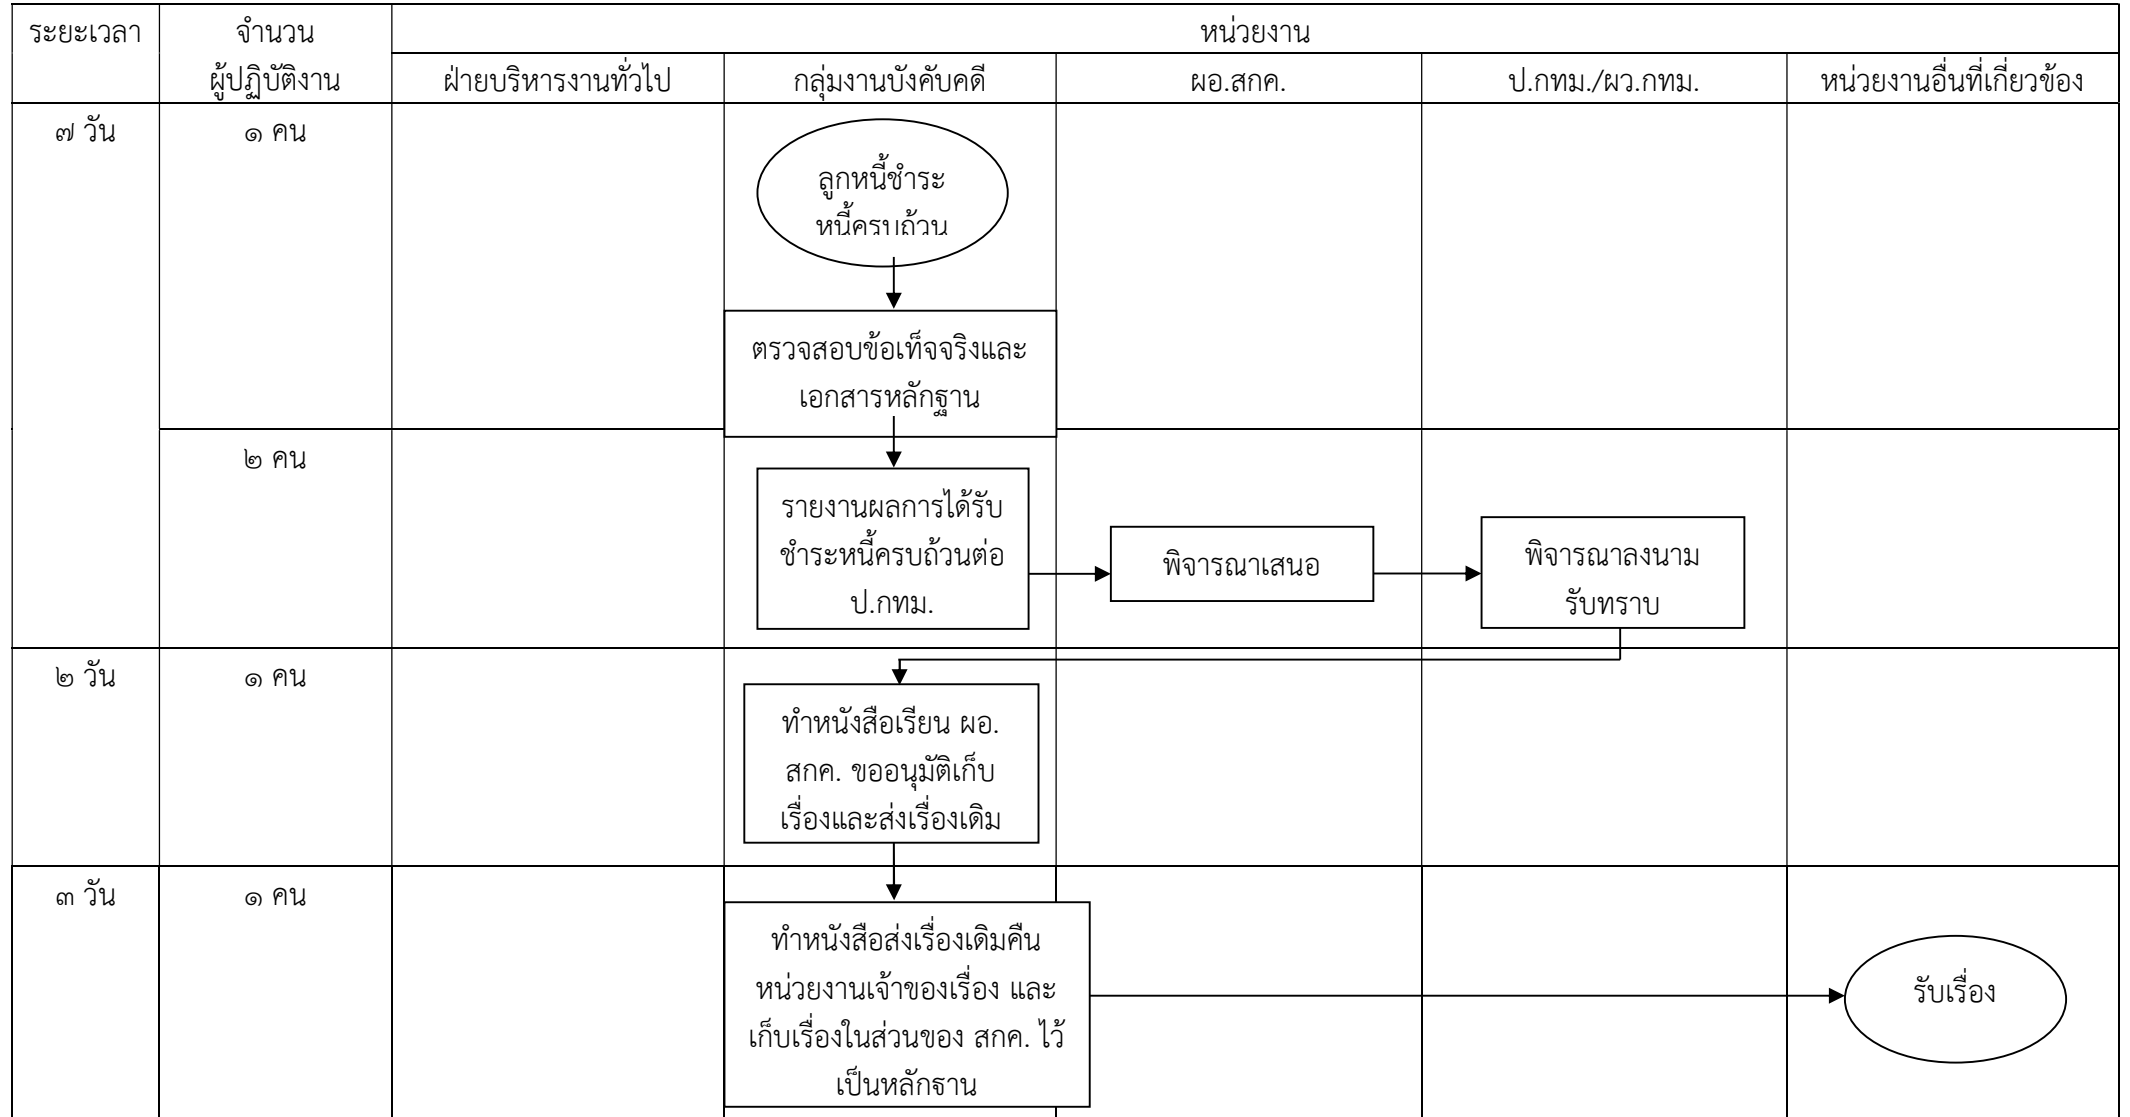 ระยะเวลา
จำนวน
ผู้ปฏิบัติงาน
หน่วยงาน
ฝ่ายบริหารงานทั่วไป
กลุ่มงานบังคับคดี
ผอ.สกค.
ป.กทม./ผว.กทม.
หน่วยงานอื่นที่เกี่ยวข้อง
๗ วัน
๑ คน
ลูกหนี้ชำระ
หนี้ครบถ้วน
ตรวจสอบข้อเท็จจริงและ
เอกสารหลักฐาน
๒ คน
รายงานผลการได้รับ
ชำระหนี้ครบถ้วนต่อ
ป.กทม.
พิจารณาเสนอ
พิจารณาลงนาม
รับทราบ
๒ วัน
๑ คน
ทำหนังสือเรียน ผอ.
สกค. ขออนุมัติเก็บ
เรื่องและส่งเรื่องเดิม
๓ วัน
๑ คน
ทำหนังสือส่งเรื่องเดิมคืน
หน่วยงานเจ้าของเรื่อง และ
เก็บเรื่องในส่วนของ สกค. ไว้
เป็นหลักฐาน
รับเรื่อง